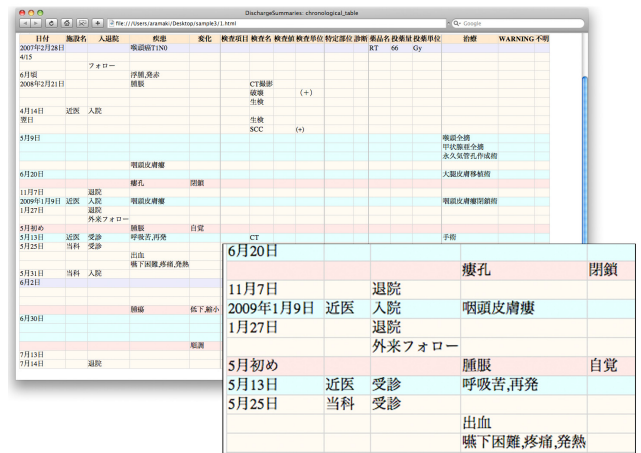 DischargeSummaries: chronological_table
file:///Users/aramaki/Desktop/sample3/1.html
Google
日付 施設名 入退院 疾患 変化 検査項目 検査名 検査値 検査単位 特定部位 診断 薬品名 投薬量 投薬単位 治療 WARNING 不明
2007年2月28日 喉頭癌T1N0 RT 66 Gy
4/15
フォロー
6月頃 浮腫,発赤
2008年2月21日 腫脹 CT撮影
破壊 (+)
生検
4月14日 近医 入院
翌日 生検
SCC (+)
5月9日 喉頭全摘
甲状腺亜全摘
永久気管孔作成術
咽頭皮膚瘻
6月20日 大腿皮膚移植術
瘻孔 閉鎖
11月7日 退院
2009年1月9日 近医 入院 咽頭皮膚瘻 咽頭皮膚瘻閉鎖術
1月27日 退院
外来フォロー
5月初め 腫脹 自覚
5月13日 近医 受診 呼吸苦,再発 CT 手術
5月25日 当科 受診
出血
嚥下困難,疼痛,発熱
5月31日 当科 入院
6月2日
腫瘍 低下,縮小
6月30日
順調
7月13日
7月14日 退院
6月20日
瘻孔 閉鎖
11月7日 退院
2009年1月9日 近医 入院 咽頭皮膚瘻
1月27日 退院
外来フォロー
5月初め 腫脹 自覚
5月13日 近医 受診 呼吸苦,再発
5月25日 当科 受診
出血
嚥下困難,疼痛,発熱